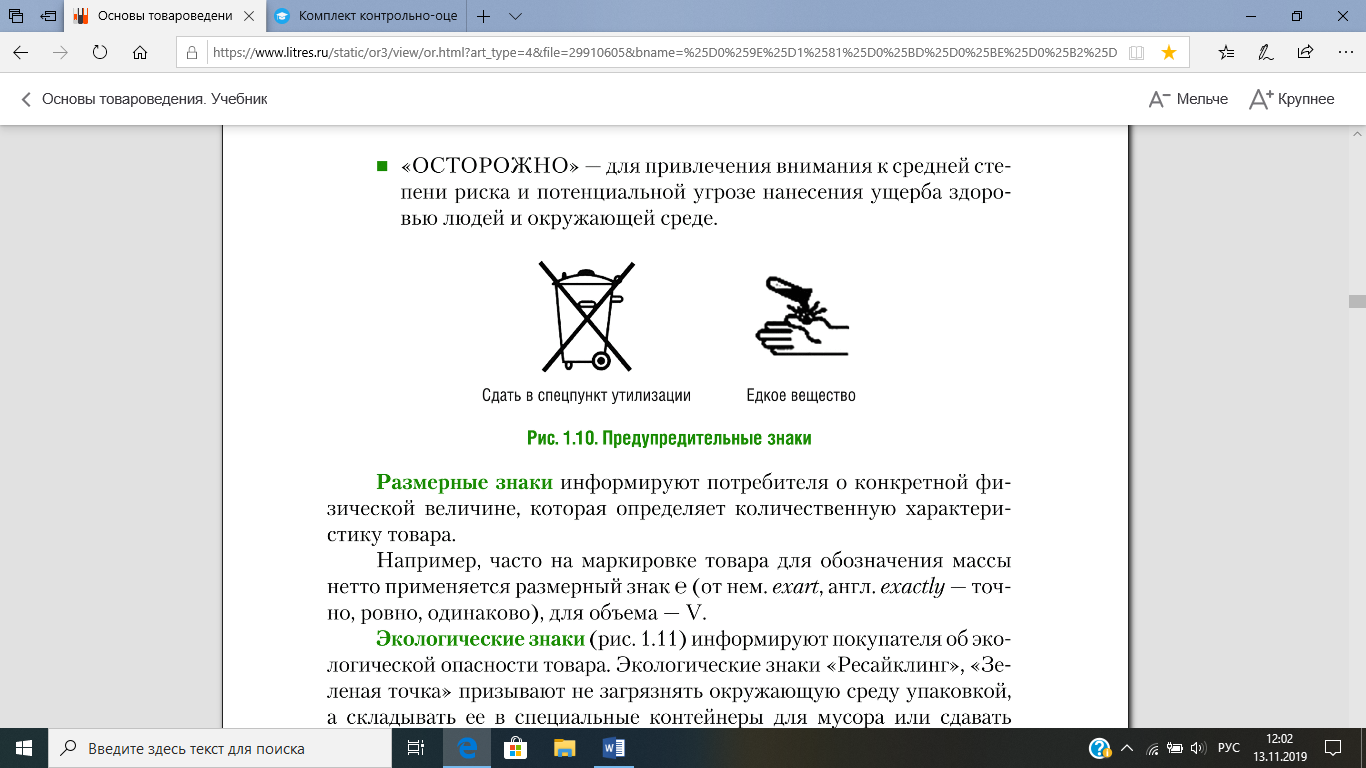 Основы товароведени
Комплект контрольно-оце
https://www.litres.ru/static/or3/view/or.html?art_type=4&file=29910605&bname=%25D0%259E%25D1%2581%25D0%25BD%25D0%25BE%25D0%25B2%25D
Основы товароведения. Учебник
A− Мельче
A+ Крупнее
«ОСТОРОЖНО» — для привлечения внимания к средней сте-
пени риска и потенциальной угрозе нанесения ущерба здоро-
вью людей и окружающей среде.
Сдать в спецпункт утилизации
Едкое вещество
Рис. 1.10. Предупредительные знаки
Размерные знаки информируют потребителя о конкретной фи-
зической величине, которая определяет количественную характери-
стику товара.
Например, часто на маркировке товара для обозначения массы
нетто применяется размерный знак ℮ (от нем. exart, англ. exactly — точ-
но, ровно, одинаково), для объема — V.
Экологические знаки (рис. 1.11) информируют покупателя об эко-
логической опасности товара. Экологические знаки «Ресайклинг», «Зе-
леная точка» призывают не загрязнять окружающую среду упаковкой,
а складывать ее в специальные контейнеры для мусора или сдавать
Введите здесь текст для поиска
РУС
12:02
13.11.2019